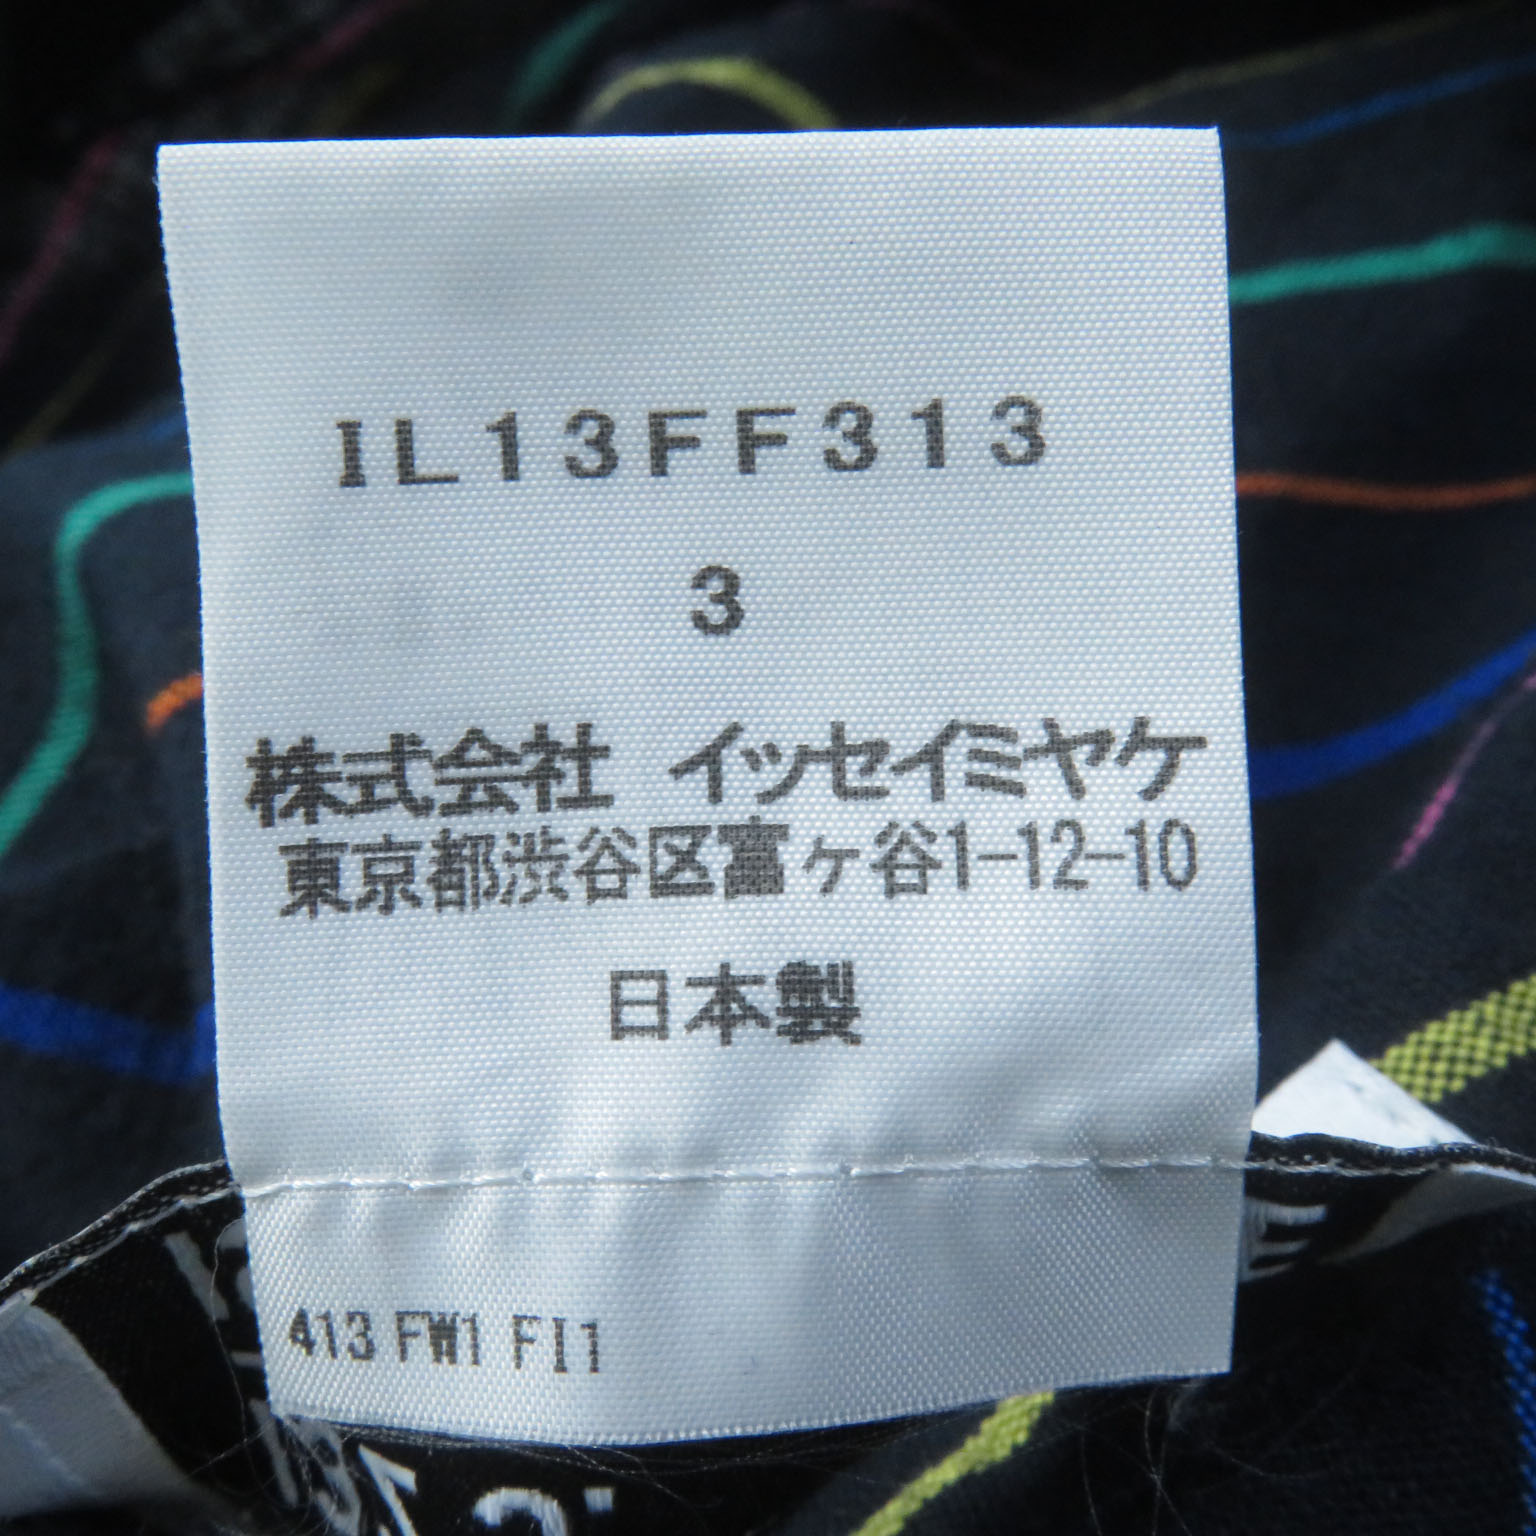 IL13FF313
3
株式会社 イッセイミヤケ
東京都渋谷区富ヶ谷1-12-10
日本製
413 FW1 FI1